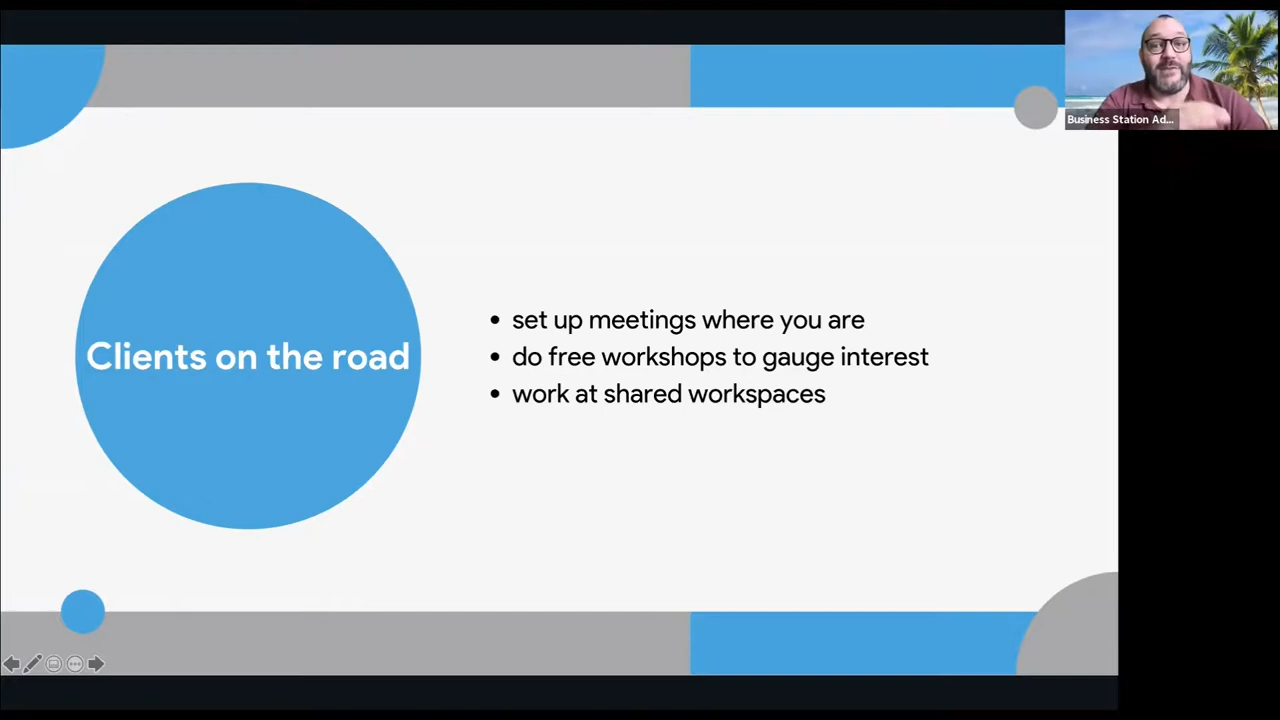 Business Station Ad...
Clients on the road
• set up meetings where you are
• do free workshops to gauge interest
• work at shared workspaces